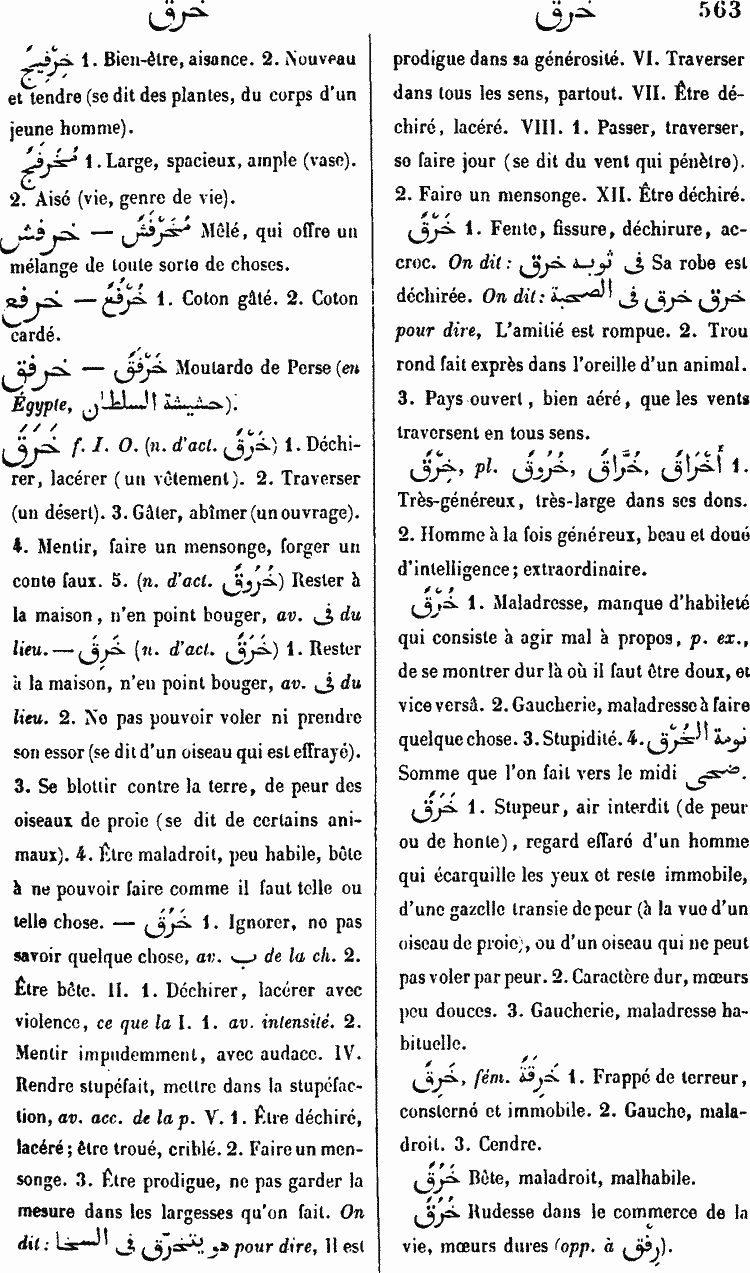 خرق خرق 563
خِرْفِيجٌ 1. Bien-être, aisance. 2. Nouveau
et tendre (se dit des plantes, du corps d'un
jeune homme).
مُخَرْفَجٌ 1. Large, spacieux, ample (vase).
2. Aisé (vie, genre de vie).
خرفش — مُخَرْفَشٌ Mêlé, qui offre un
mélange de toute sorte de choses.
خرفع — خُرْفُعٌ 1. Coton gâté. 2. Coton
cardé.
خرفق — خَرْفَقٌ Moutarde de Perse (en
Égypte, حشيشة السلطان).
خَرَقَ f. I. O. (n. d'act. خَرْقٌ) 1. Déchi-
rer, lacérer (un vêtement). 2. Traverser
(un désert). 3. Gâter, abîmer (un ouvrage).
4. Mentir, faire un mensonge, forger un
conte faux. 5. (n. d'act. خُرُوقٌ) Rester à
la maison, n'en point bouger, av. فى du
lieu. — خَرِقَ (n. d'act. خَرَقٌ) 1. Rester
à la maison, n'en point bouger, av. فى du
lieu. 2. Ne pas pouvoir voler ni prendre
son essor (se dit d'un oiseau qui est effrayé).
3. Se blottir contre la terre, de peur des
oiseaux de proie (se dit de certains ani-
maux). 4. Être maladroit, peu habile, bête
à ne pouvoir faire comme il faut telle ou
telle chose. — خَرُقَ 1. Ignorer, ne pas
savoir quelque chose, av. ب de la ch. 2.
Être bête. II. 1. Déchirer, lacérer avec
violence, ce que la I. 1. av. intensité. 2.
Mentir impudemment, avec audace. IV.
Rendre stupéfait, mettre dans la stupéfac-
tion, av. acc. de la p. V. 1. Être déchiré,
lacéré; être troué, criblé. 2. Faire un men-
songe. 3. Être prodigue, ne pas garder la
mesure dans les largesses qu'on fait. On
dit: هو يتخرّق فى السخا pour dire, Il est
prodigue dans sa générosité. VI. Traverser
dans tous les sens, partout. VII. Être dé-
chiré, lacéré. VIII. 1. Passer, traverser,
se faire jour (se dit du vent qui pénètre).
2. Faire un mensonge. XII. Être déchiré.
خَرْقٌ 1. Fente, fissure, déchirure, ac-
croc. On dit: فى ثوبه خرق Sa robe est
déchirée. On dit: خرق خرق فى الصحبة
pour dire, L'amitié est rompue. 2. Trou
rond fait exprès dans l'oreille d'un animal.
3. Pays ouvert, bien aéré, que les vents
traversent en tous sens.
خِرْقٌ, pl. خُرُوقٌ, خُرَّاقٌ, أَخْرَاقٌ 1.
Très-généreux, très-large dans ses dons.
2. Homme à la fois généreux, beau et doué
d'intelligence; extraordinaire.
خُرْقٌ 1. Maladresse, manque d'habileté
qui consiste à agir mal à propos, p. ex.,
de se montrer dur là où il faut être doux, et
vice versâ. 2. Gaucherie, maladresse à faire
quelque chose. 3. Stupidité. 4. نومة الخُرْق
Somme que l'on fait vers le midi ضحى.
خَرَقٌ 1. Stupeur, air interdit (de peur
ou de honte), regard effaré d'un homme
qui écarquille les yeux et reste immobile,
d'une gazelle transie de peur (à la vue d'un
oiseau de proie), ou d'un oiseau qui ne peut
pas voler par peur. 2. Caractère dur, mœurs
peu douces. 3. Gaucherie, maladresse ha-
bituelle.
خَرِقٌ, fém. خَرِقَةٌ 1. Frappé de terreur,
consterné et immobile. 2. Gauche, mala-
droit. 3. Cendre.
خَرُقٌ Bête, maladroit, malhabile.
خُرُقٌ Rudesse dans le commerce de la
vie, mœurs dures (opp. à رِفْق).